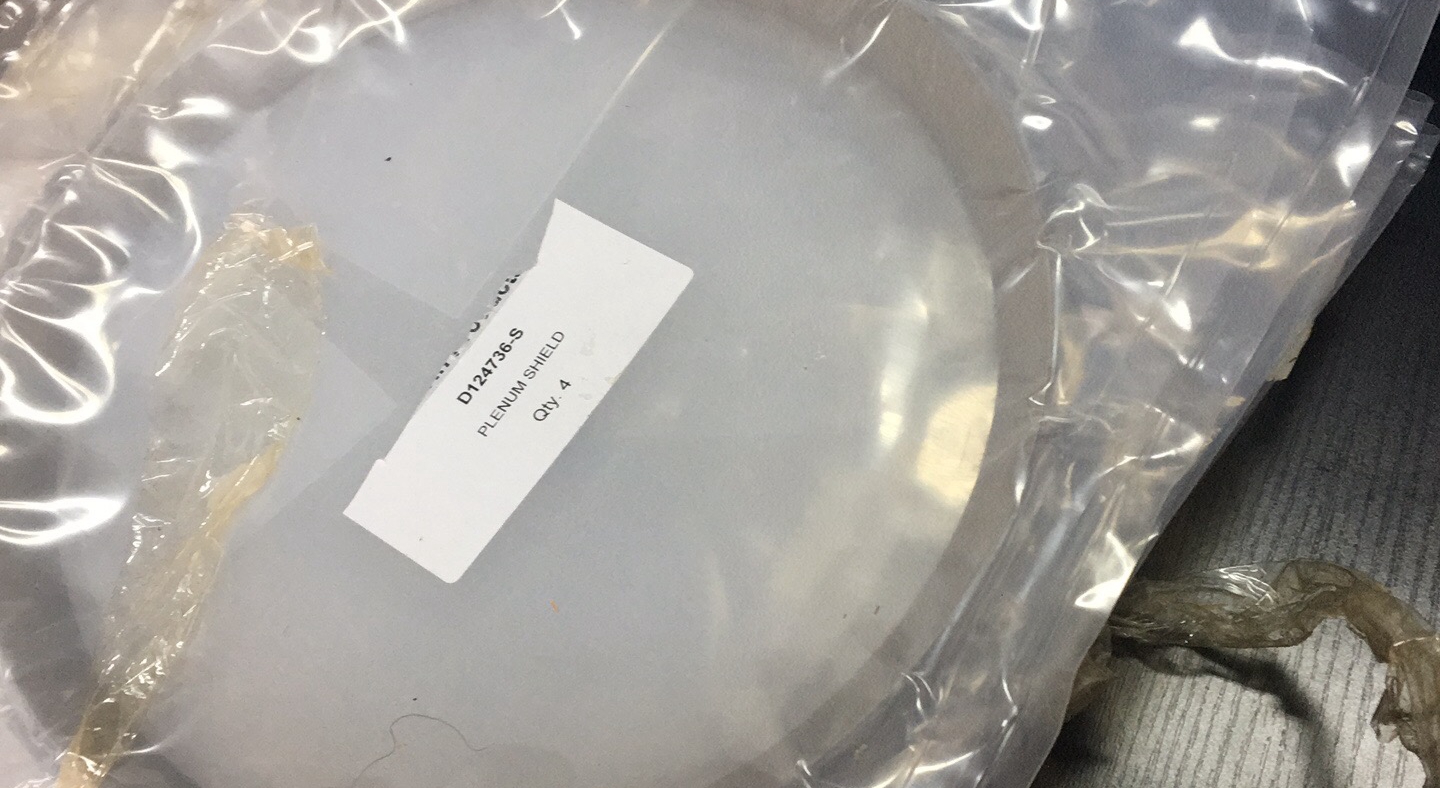 D124736-S
PLENUM SHIELD
Qty. 4